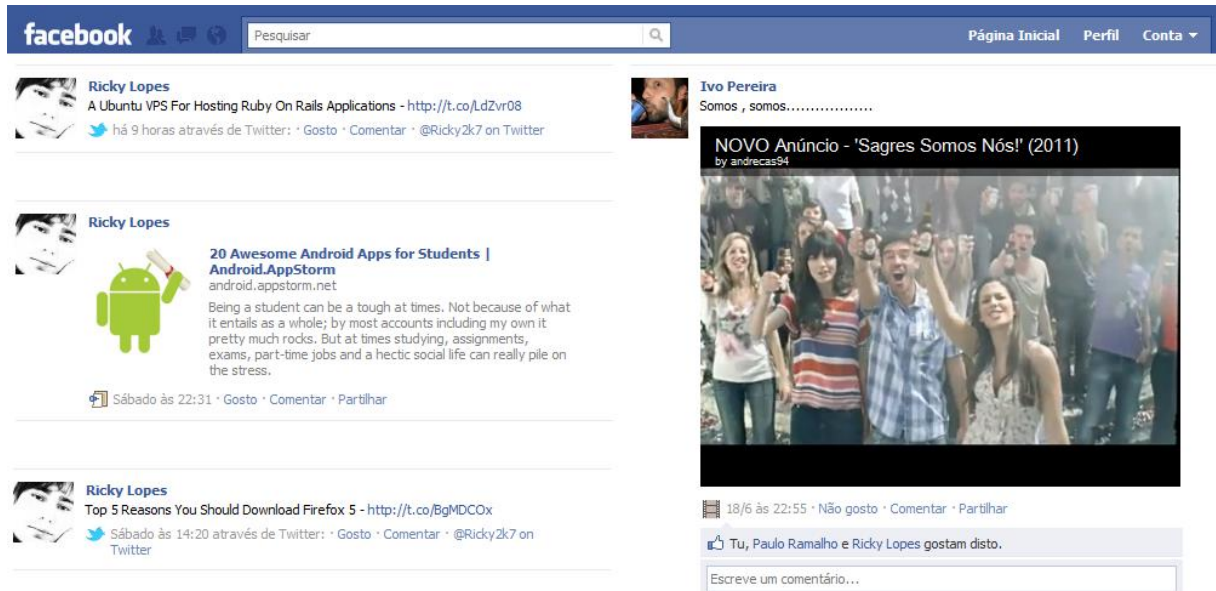 facebook
Pesquisar
Página Inicial Perfil Conta
Ricky Lopes
A Ubuntu VPS For Hosting Ruby On Rails Applications - http://t.co/LdZvr08
há 9 horas através de Twitter: · Gosto · Comentar · @Ricky2k7 on Twitter
Ricky Lopes
20 Awesome Android Apps for Students |
Android.AppStorm
android.appstorm.net
Being a student can be a tough at times. Not because of what
it entails as a whole; by most accounts including my own it
pretty much rocks. But at times studying, assignments,
exams, part-time jobs and a hectic social life can really pile on
the stress.
Sábado às 22:31 · Gosto · Comentar · Partilhar
Ricky Lopes
Top 5 Reasons You Should Download Firefox 5 - http://t.co/BgMDCOx
Sábado às 14:20 através de Twitter: · Gosto · Comentar · @Ricky2k7 on
Twitter
Ivo Pereira
Somos , somos..................
NOVO Anúncio - 'Sagres Somos Nós!' (2011)
by andrecas94
18/6 às 22:55 · Não gosto · Comentar · Partilhar
Tu, Paulo Ramalho e Ricky Lopes gostam disto.
Escreve um comentário...